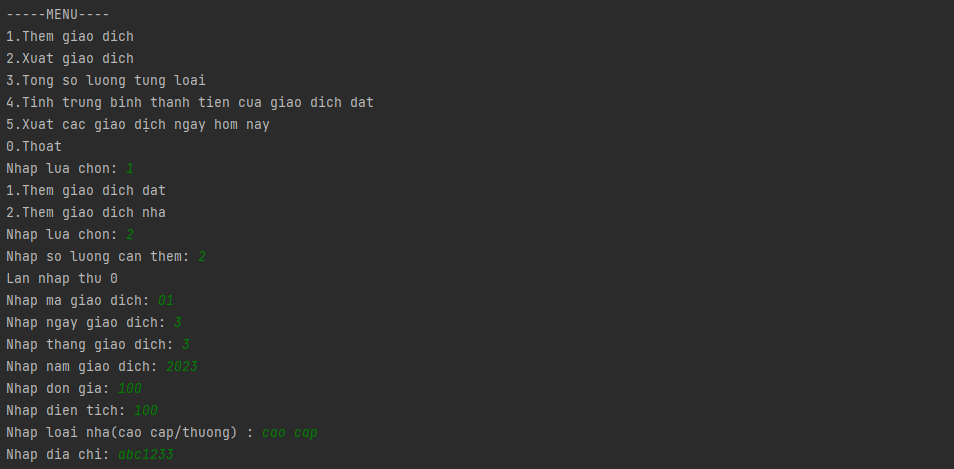 -----MENU----
1.Them giao dich
2.Xuat giao dich
3.Tong so luong tung loai
4.Tinh trung binh thanh tien cua giao dich dat
5.Xuat cac giao dich ngay hom nay
0.Thoat
Nhap lua chon: 1
1.Them giao dich dat
2.Them giao dich nha
Nhap lua chon: 2
Nhap so luong can them: 2
Lan nhap thu 0
Nhap ma giao dich: 01
Nhap ngay giao dich: 3
Nhap thang giao dich: 3
Nhap nam giao dich: 2023
Nhap don gia: 100
Nhap dien tich: 100
Nhap loai nha(cao cap/thuong) : cao cap
Nhap dia chi: abc1233